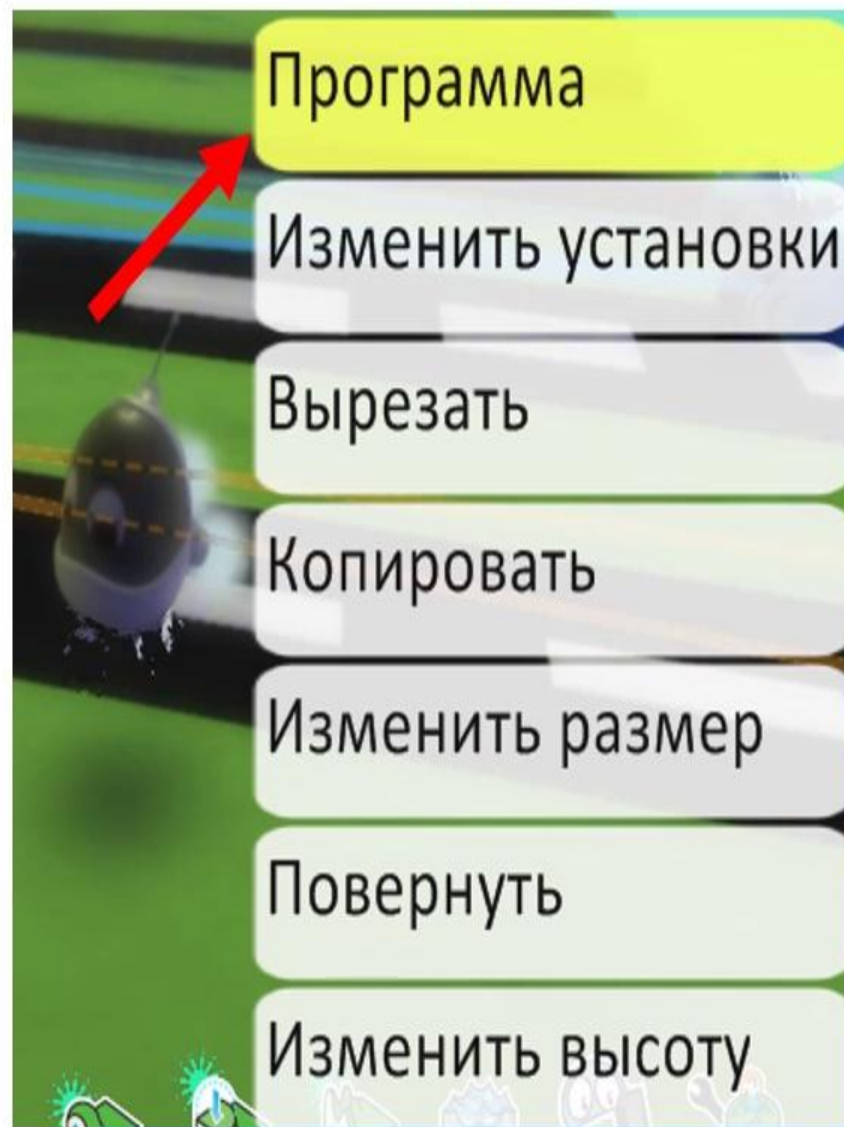 Программа
Изменить установки
Вырезать
Копировать
Изменить размер
Повернуть
Изменить высоту